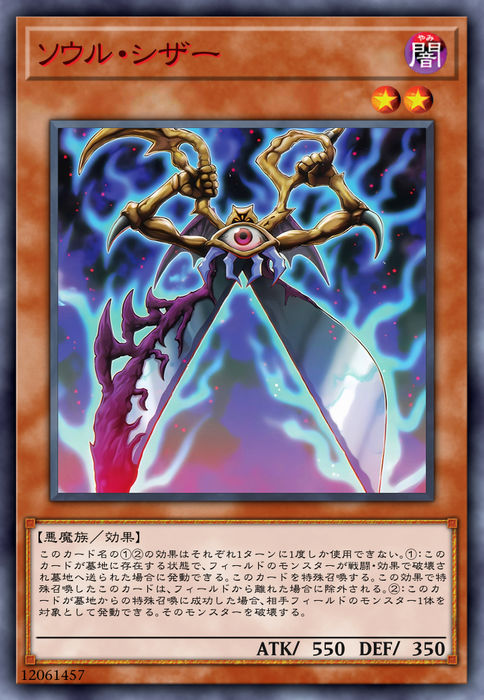 ソウル・シザー
やみ
闇
【悪魔族／効果】
このカード名の①②の効果はそれぞれ1ターンに1度しか使用できない。①：この
カードが墓地に存在する状態で、フィールドのモンスターが戦闘・効果で破壊
され墓地へ送られた場合に発動できる。このカードを特殊召喚する。この効果で特
殊召喚したこのカードは、フィールドから離れた場合に除外される。②：このカー
ドが墓地からの特殊召喚に成功した場合、相手フィールドのモンスター1体を
対象として発動できる。そのモンスターを破壊する。
ATK/ 550 DEF/ 350
12061457